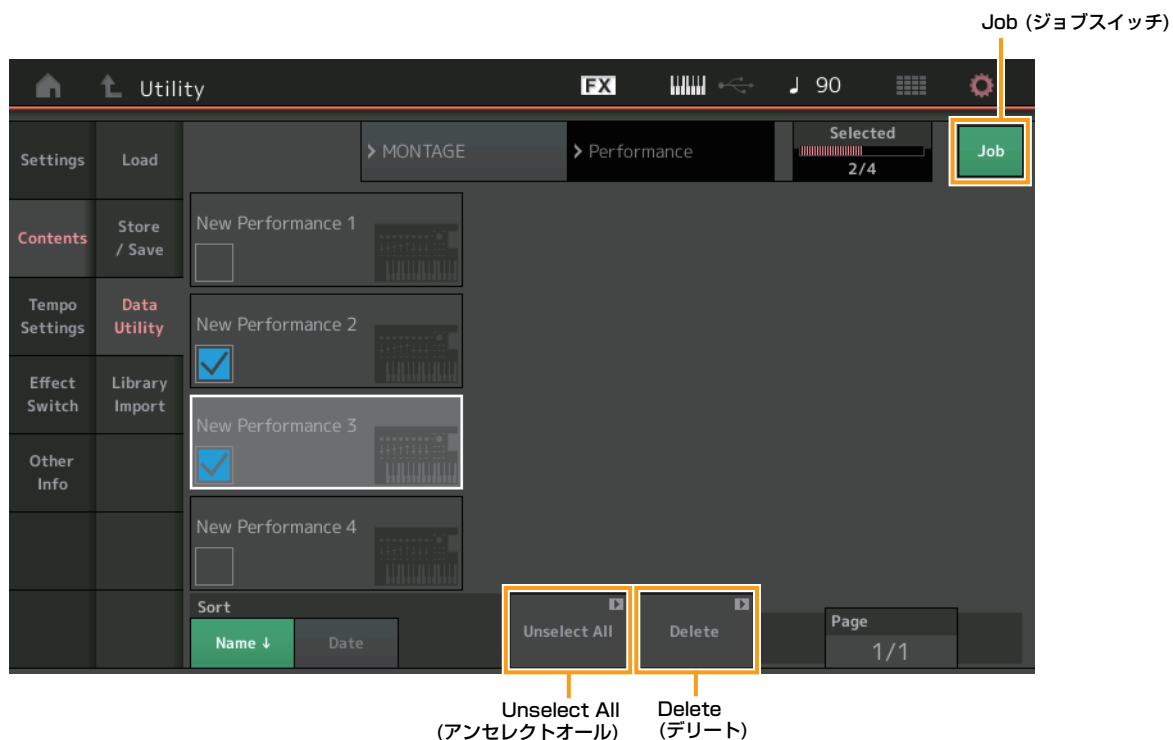 Job (ジョブスイッチ)
Utility
FX
♩ 90
Settings
Load
> MONTAGE
> Performance
Selected
2/4
Job
Contents
Store
/ Save
New Performance 1
Tempo
Settings
Data
Utility
New Performance 2
Effect
Switch
Library
Import
New Performance 3
Other
Info
New Performance 4
Sort
Name ↓
Date
Unselect All
Delete
Page
1/1
Unselect All
(アンセレクトオール)
Delete
(デリート)